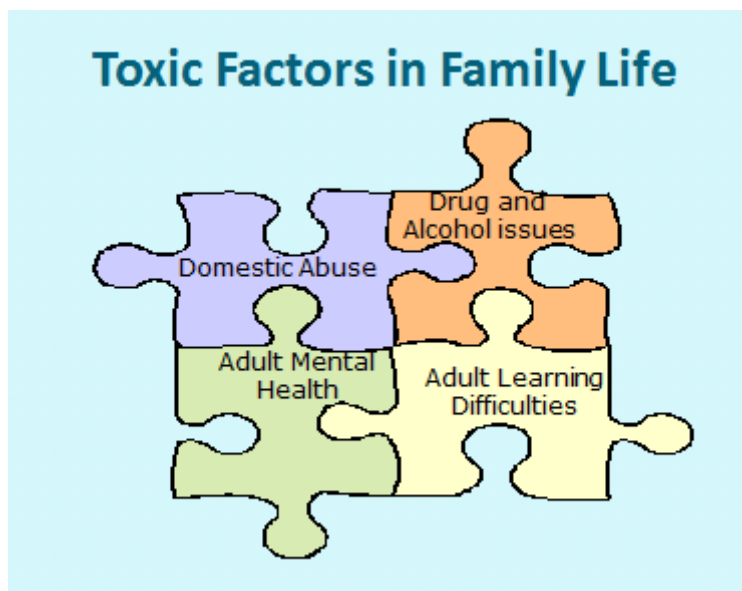 Toxic Factors in Family Life
Drug and
Alcohol issues
Domestic Abuse
Adult Mental
Health
Adult Learning
Difficulties